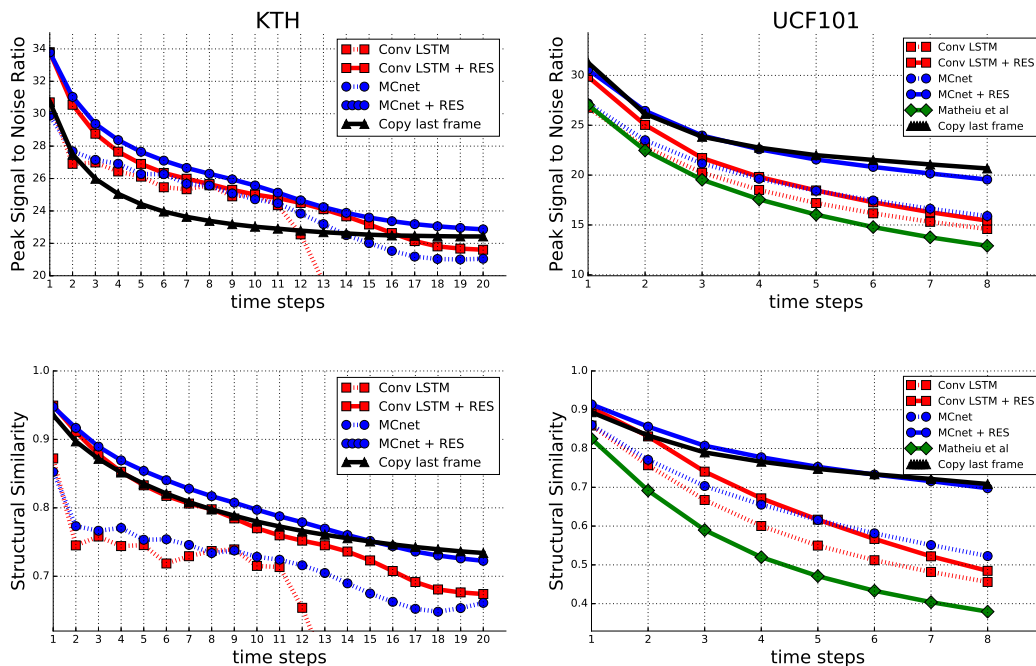 KTH
Peak Signal to Noise Ratio
34
32
30
28
26
24
22
20
1 2 3 4 5 6 7 8 9 10 11 12 13 14 15 16 17 18 19 20
time steps
Conv LSTM
Conv LSTM + RES
MCnet
MCnet + RES
Copy last frame
UCF101
Peak Signal to Noise Ratio
30
25
20
15
10
1 2 3 4 5 6 7 8
time steps
Conv LSTM
Conv LSTM + RES
MCnet
MCnet + RES
Matheiu et al
Copy last frame
Structural Similarity
1.0
0.9
0.8
0.7
1 2 3 4 5 6 7 8 9 10 11 12 13 14 15 16 17 18 19 20
time steps
Conv LSTM
Conv LSTM + RES
MCnet
MCnet + RES
Copy last frame
Structural Similarity
1.0
0.9
0.8
0.7
0.6
0.5
0.4
1 2 3 4 5 6 7 8
time steps
Conv LSTM
Conv LSTM + RES
MCnet
MCnet + RES
Matheiu et al
Copy last frame